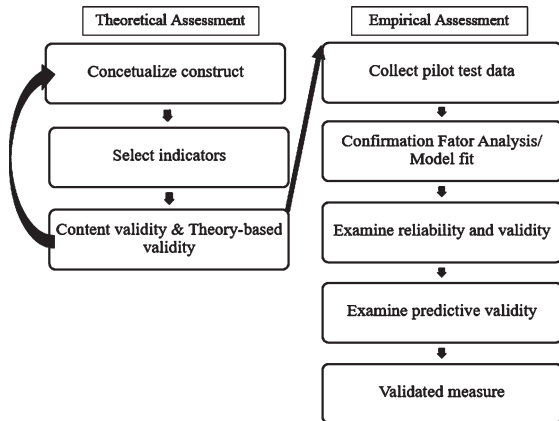 Theoretical Assessment
Concetualize construct
Select indicators
Content validity & Theory-based
validity
Empirical Assessment
Collect pilot test data
Confirmation Fator Analysis/
Model fit
Examine reliability and validity
Examine predictive validity
Validated measure